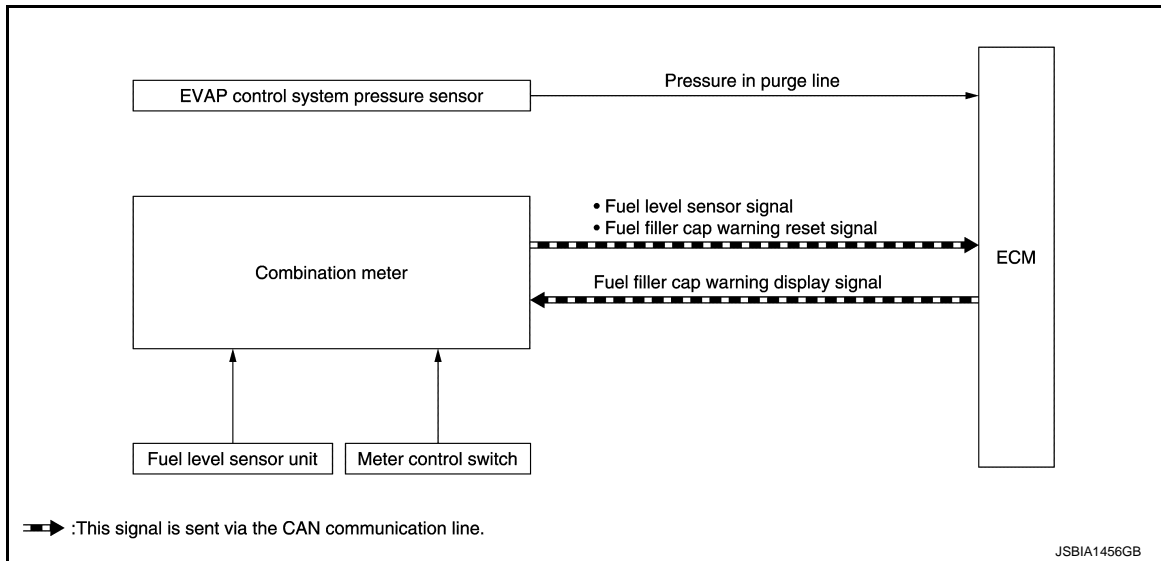 EVAP control system pressure sensor
Pressure in purge line
• Fuel level sensor signal
• Fuel filler cap warning reset signal
Combination meter
ECM
Fuel filler cap warning display signal
Fuel level sensor unit
Meter control switch
:This signal is sent via the CAN communication line.
JSBIA1456GB